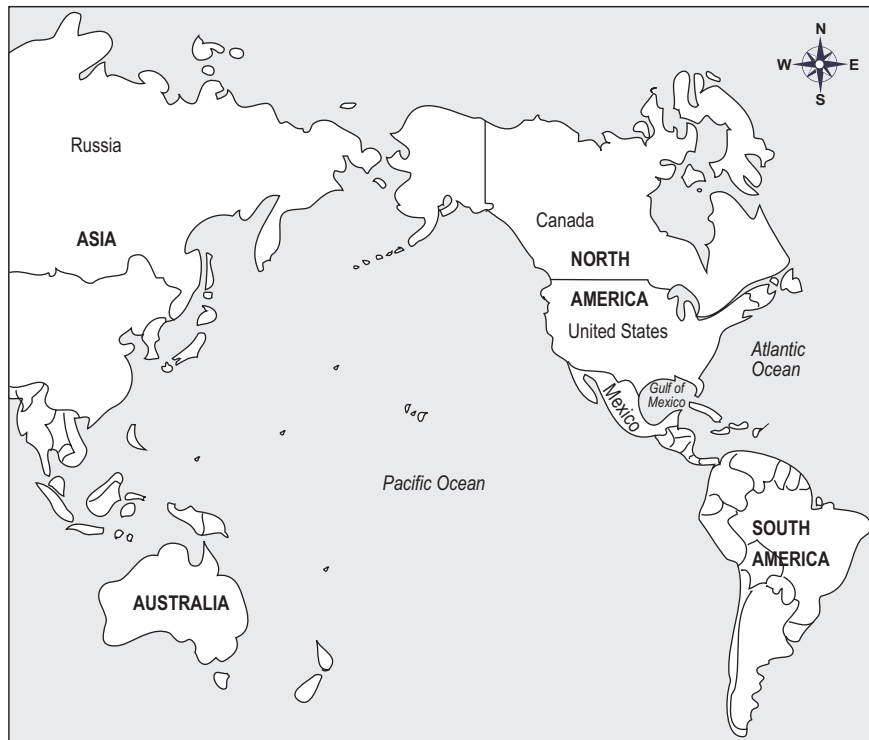 N
W E
S
Russia
ASIA
Canada
NORTH
AMERICA
United States
Atlantic
Ocean
Gulf of
Mexico
Mexico
Pacific Ocean
SOUTH
AMERICA
AUSTRALIA